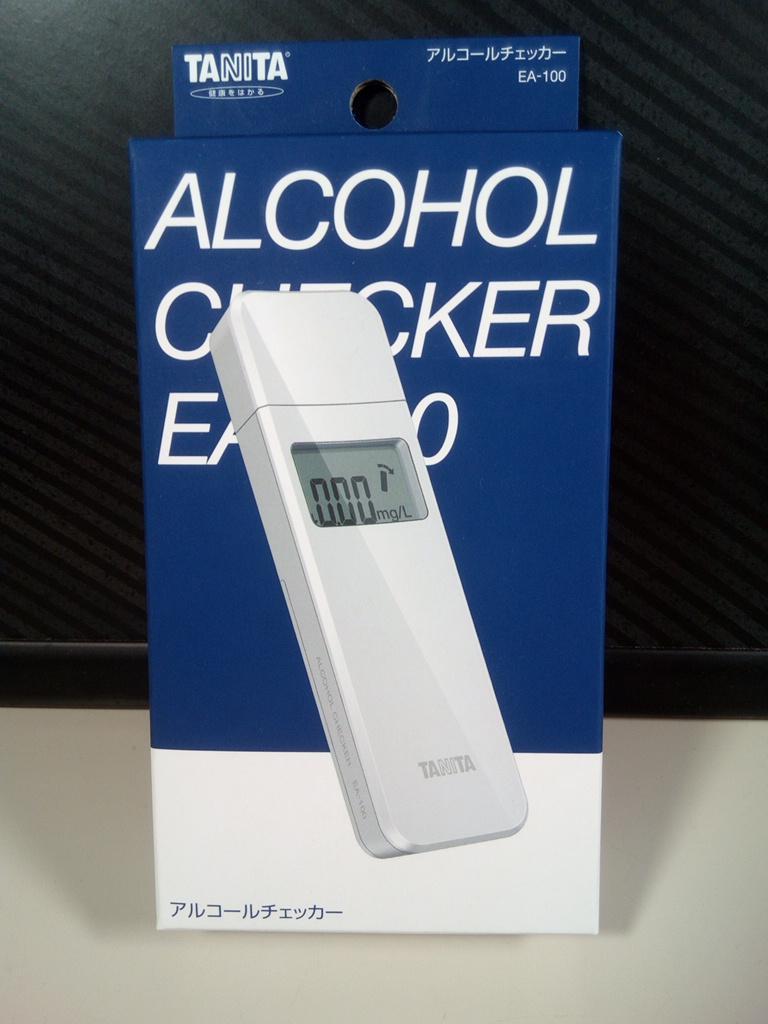 TANITA
健康をはかる
アルコールチェッカー
EA-100
ALCOHOL
CHECKER
EA-100
.000 mg/L
ALCOHOL CHECKER EA-100
TANITA
アルコールチェッカー